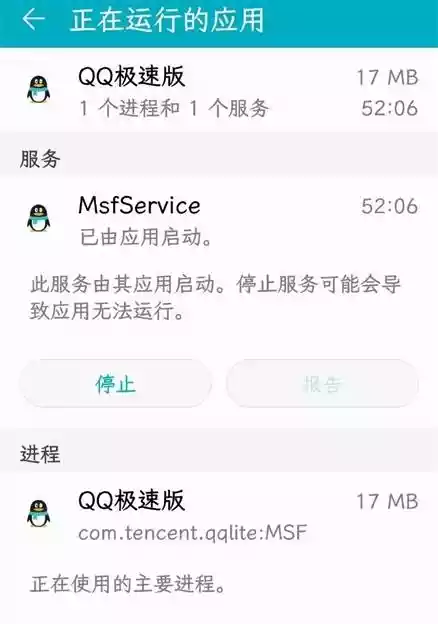 正在运行的应用
QQ极速版 17 MB
1 个进程和 1 个服务 52:06
服务
MsfService 52:06
已由应用启动。
此服务由其应用启动。停止服务可能会导
致应用无法运行。
停止 报告
进程
QQ极速版 17 MB
com.tencent.qqlite:MSF
正在使用的主要进程。